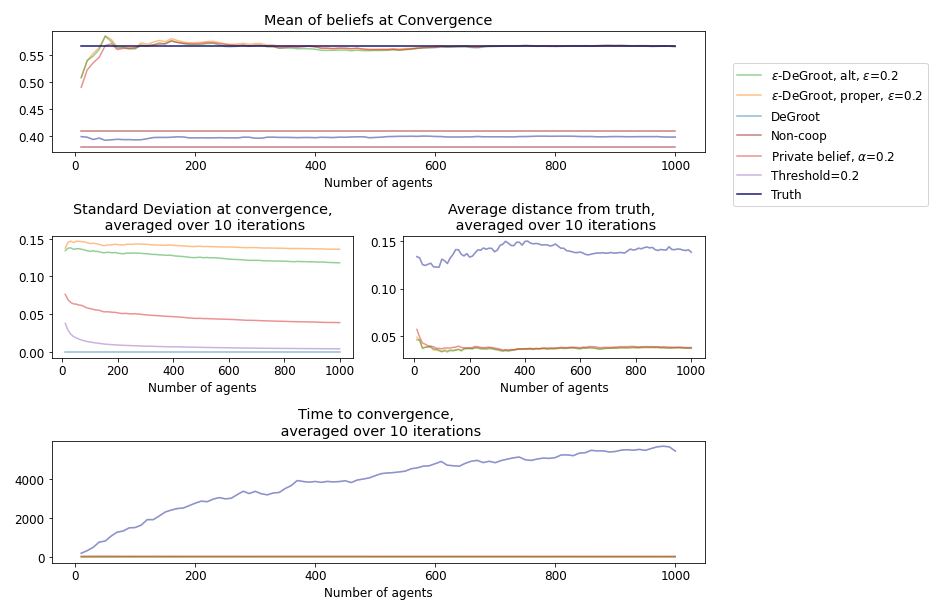 Mean of beliefs at Convergence
0.55
0.50
0.45
0.40
0 200 400 600 800 1000
Number of agents
ε-DeGroot, alt, ε=0.2
ε-DeGroot, proper, ε=0.2
DeGroot
Non-coop
Private belief, α=0.2
Threshold=0.2
Truth
Standard Deviation at convergence,
averaged over 10 iterations
0.15
0.10
0.05
0.00
0 200 400 600 800 1000
Number of agents
Average distance from truth,
averaged over 10 iterations
0.15
0.10
0.05
0 200 400 600 800 1000
Number of agents
Time to convergence,
averaged over 10 iterations
4000
2000
0
0 200 400 600 800 1000
Number of agents